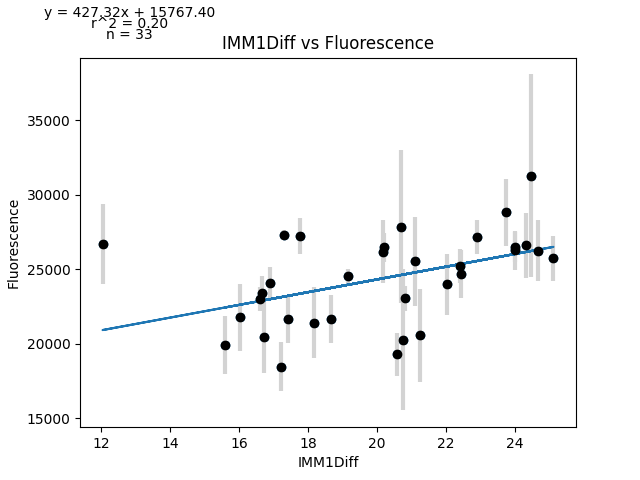 y = 427.32x + 15767.40
r^2 = 0.20
n = 33
IMM1Diff vs Fluorescence
Fluorescence
35000
30000
25000
20000
15000
12 14 16 18 20 22 24
IMM1Diff